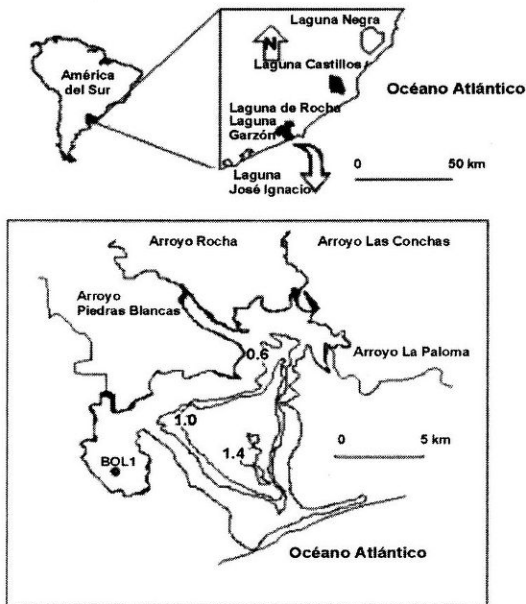 Laguna Negra
N
América
del Sur
Laguna Castillos
Océano Atlántico
Laguna de Rocha
Laguna
Garzón
Laguna
José Ignacio
0 50 km
Arroyo Rocha
Arroyo Las Conchas
Arroyo
Piedras Blancas
0.6
Arroyo La Paloma
1.0
0 5 km
1.4
BOL1
Océano Atlántico